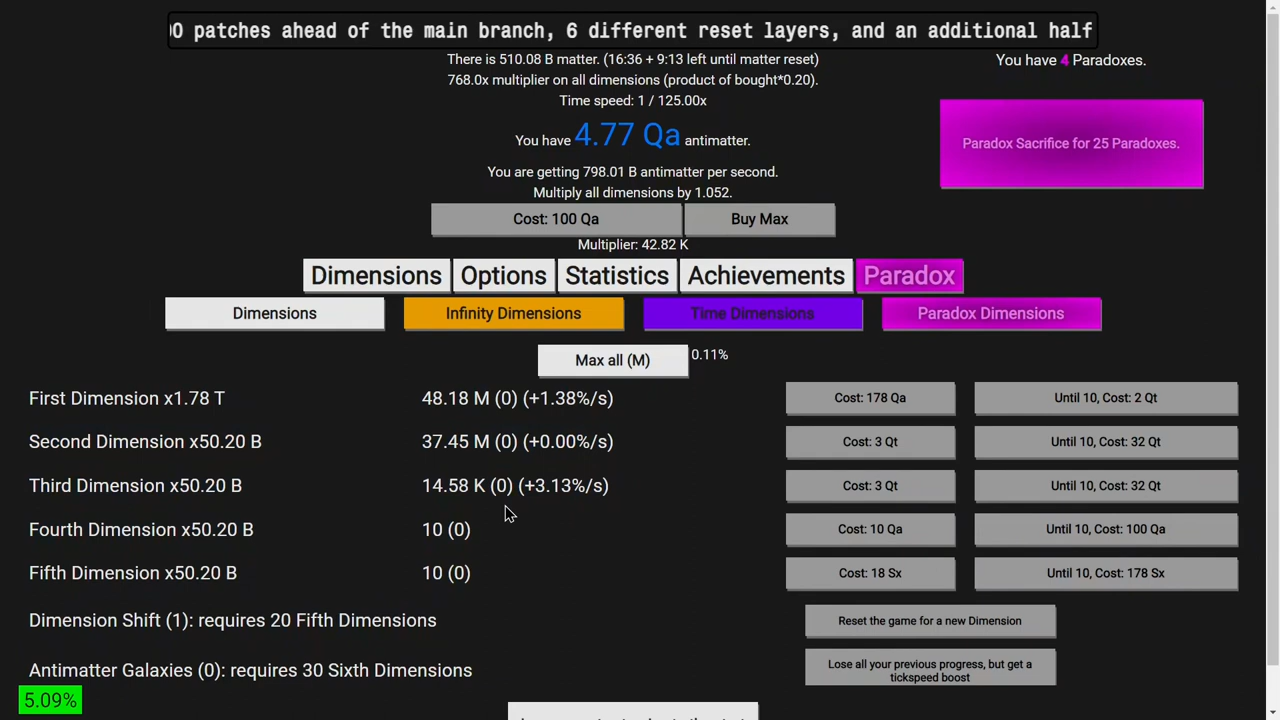 00 patches ahead of the main branch, 6 different reset layers, and an additional half
There is 510.08 B matter. (16:36 + 9:13 left until matter reset)
You have 4 Paradoxes.
768.0x multiplier on all dimensions (product of bought*0.20).
Time speed: 1 / 125.00x
You have 4.77 Qa antimatter.
Paradox Sacrifice for 25 Paradoxes.
You are getting 798.01 B antimatter per second.
Multiply all dimensions by 1.052.
Cost: 100 Qa Buy Max
Multiplier: 42.82 K
Dimensions Options Statistics Achievements Paradox
Dimensions Infinity Dimensions Time Dimensions Paradox Dimensions
Max all (M) 0.11%
First Dimension x1.78 T 48.18 M (0) (+1.38%/s) Cost: 178 Qa Until 10, Cost: 2 Qt
Second Dimension x50.20 B 37.45 M (0) (+0.00%/s) Cost: 3 Qt Until 10, Cost: 32 Qt
Third Dimension x50.20 B 14.58 K (0) (+3.13%/s) Cost: 3 Qt Until 10, Cost: 32 Qt
Fourth Dimension x50.20 B 10 (0) Cost: 10 Qa Until 10, Cost: 100 Qa
Fifth Dimension x50.20 B 10 (0) Cost: 18 Sx Until 10, Cost: 178 Sx
Dimension Shift (1): requires 20 Fifth Dimensions Reset the game for a new Dimension
Antimatter Galaxies (0): requires 30 Sixth Dimensions Lose all your previous progress, but get a
tickspeed boost
5.09%